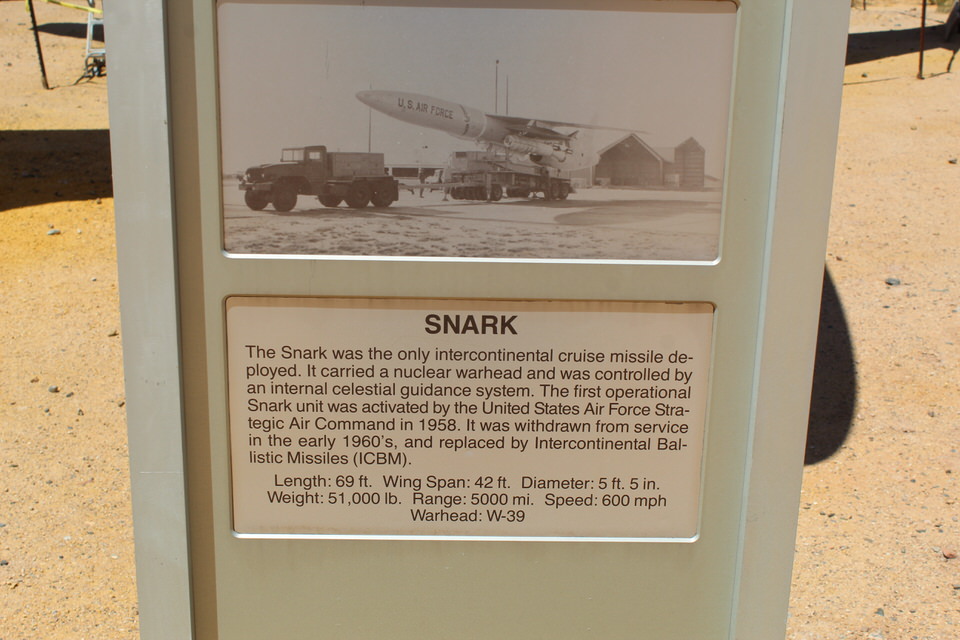 U.S. AIR FORCE
SNARK
The Snark was the only intercontinental cruise missile de-
ployed. It carried a nuclear warhead and was controlled by
an internal celestial guidance system. The first operational
Snark unit was activated by the United States Air Force Stra-
tegic Air Command in 1958. It was withdrawn from service
in the early 1960's, and replaced by Intercontinental Bal-
listic Missiles (ICBM).
Length: 69 ft. Wing Span: 42 ft. Diameter: 5 ft. 5 in.
Weight: 51,000 lb. Range: 5000 mi. Speed: 600 mph
Warhead: W-39